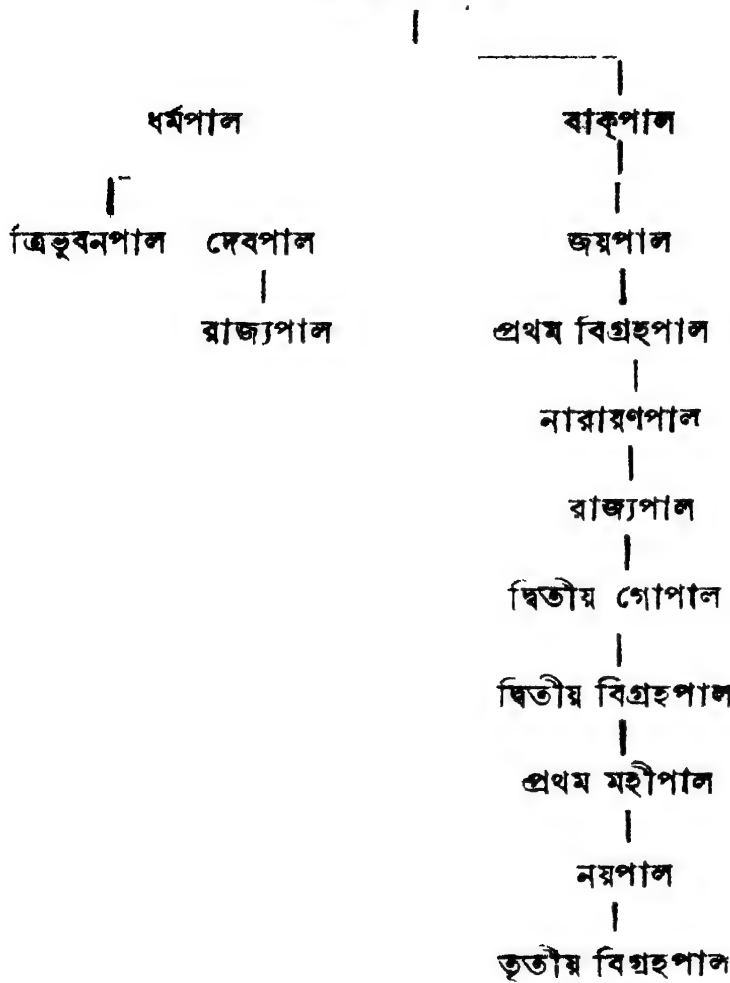 ধর্মপাল বাক্‌পাল
ত্রিভুবনপাল দেবপাল জয়পাল
রাজ্যপাল প্রথম বিগ্রহপাল
নারায়ণপাল
রাজ্যপাল
দ্বিতীয় গোপাল
দ্বিতীয় বিগ্রহপাল
প্রথম মহীপাল
নয়পাল
তৃতীয় বিগ্রহপাল